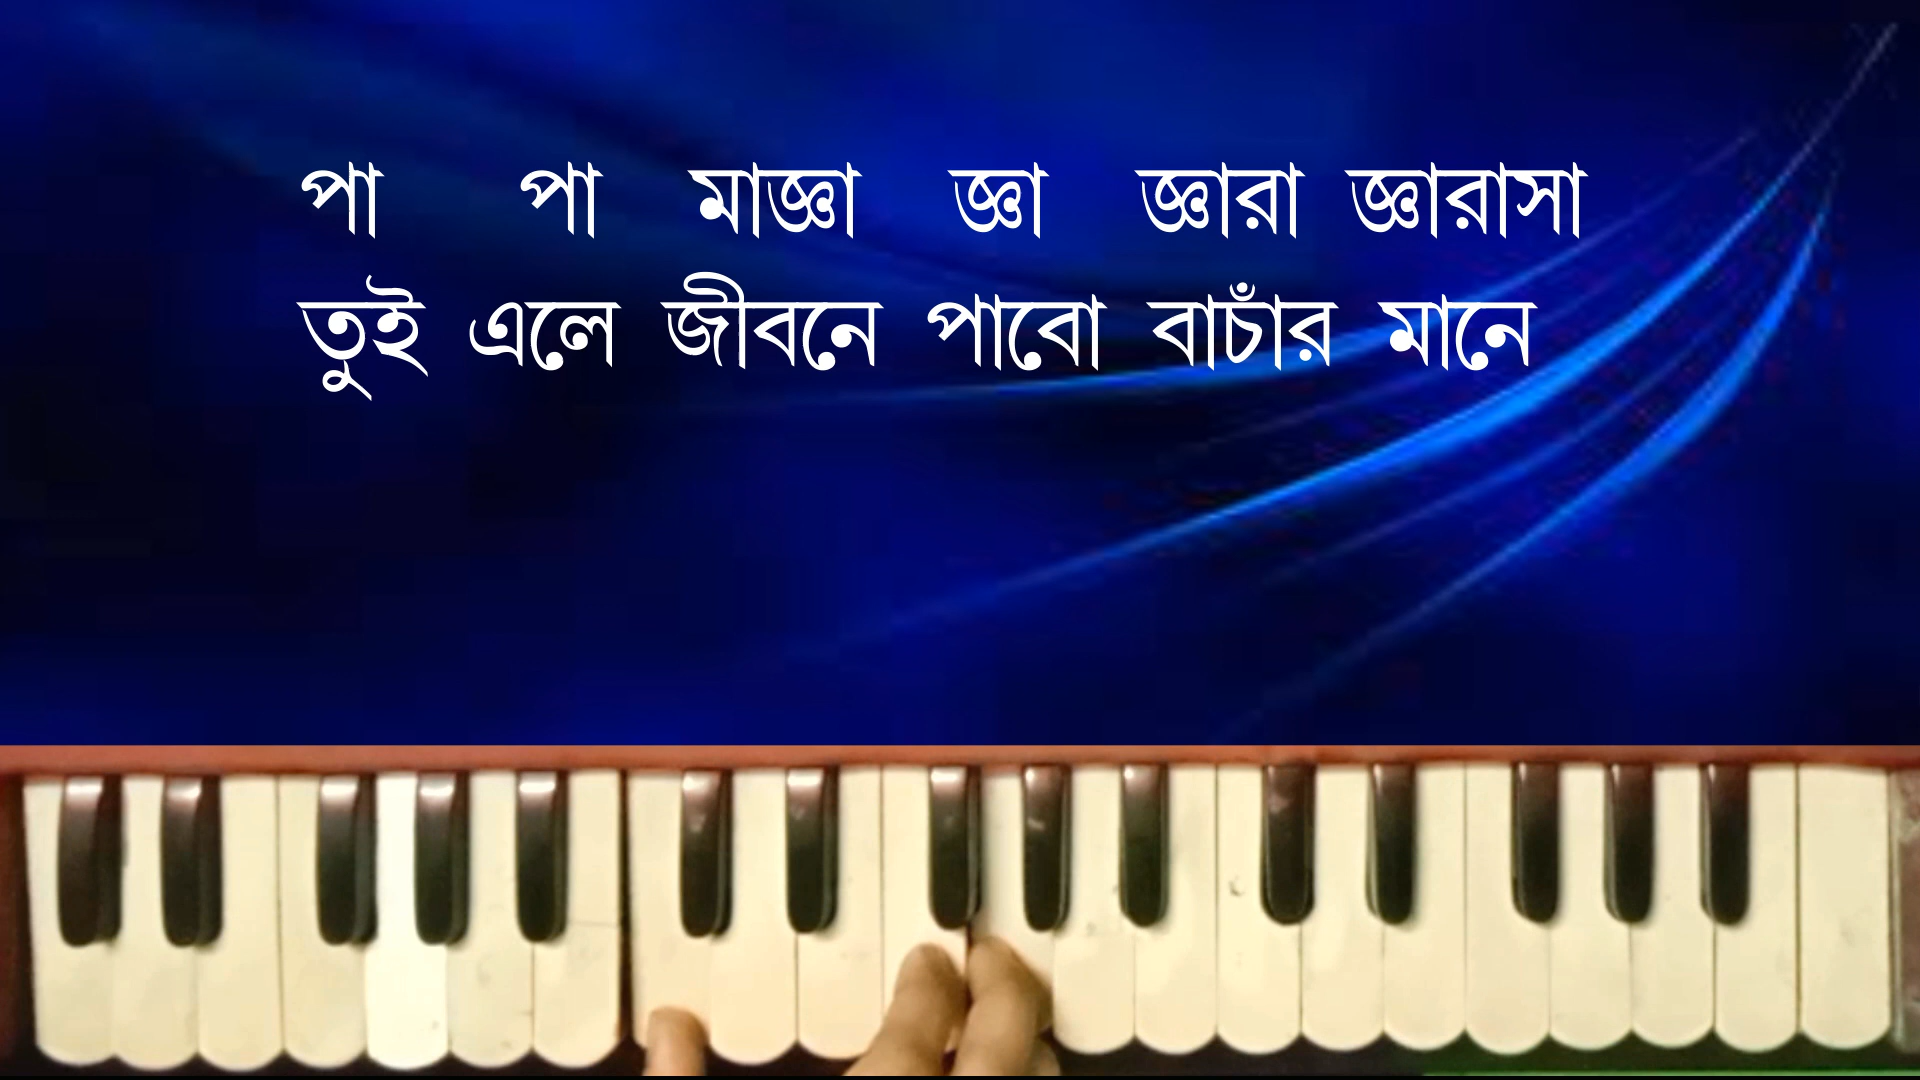 পা পা মাজ্ঞা জ্ঞা জ্ঞারা জ্ঞারাসা
তুই এলে জীবনে পাবো বাচাঁর মানে